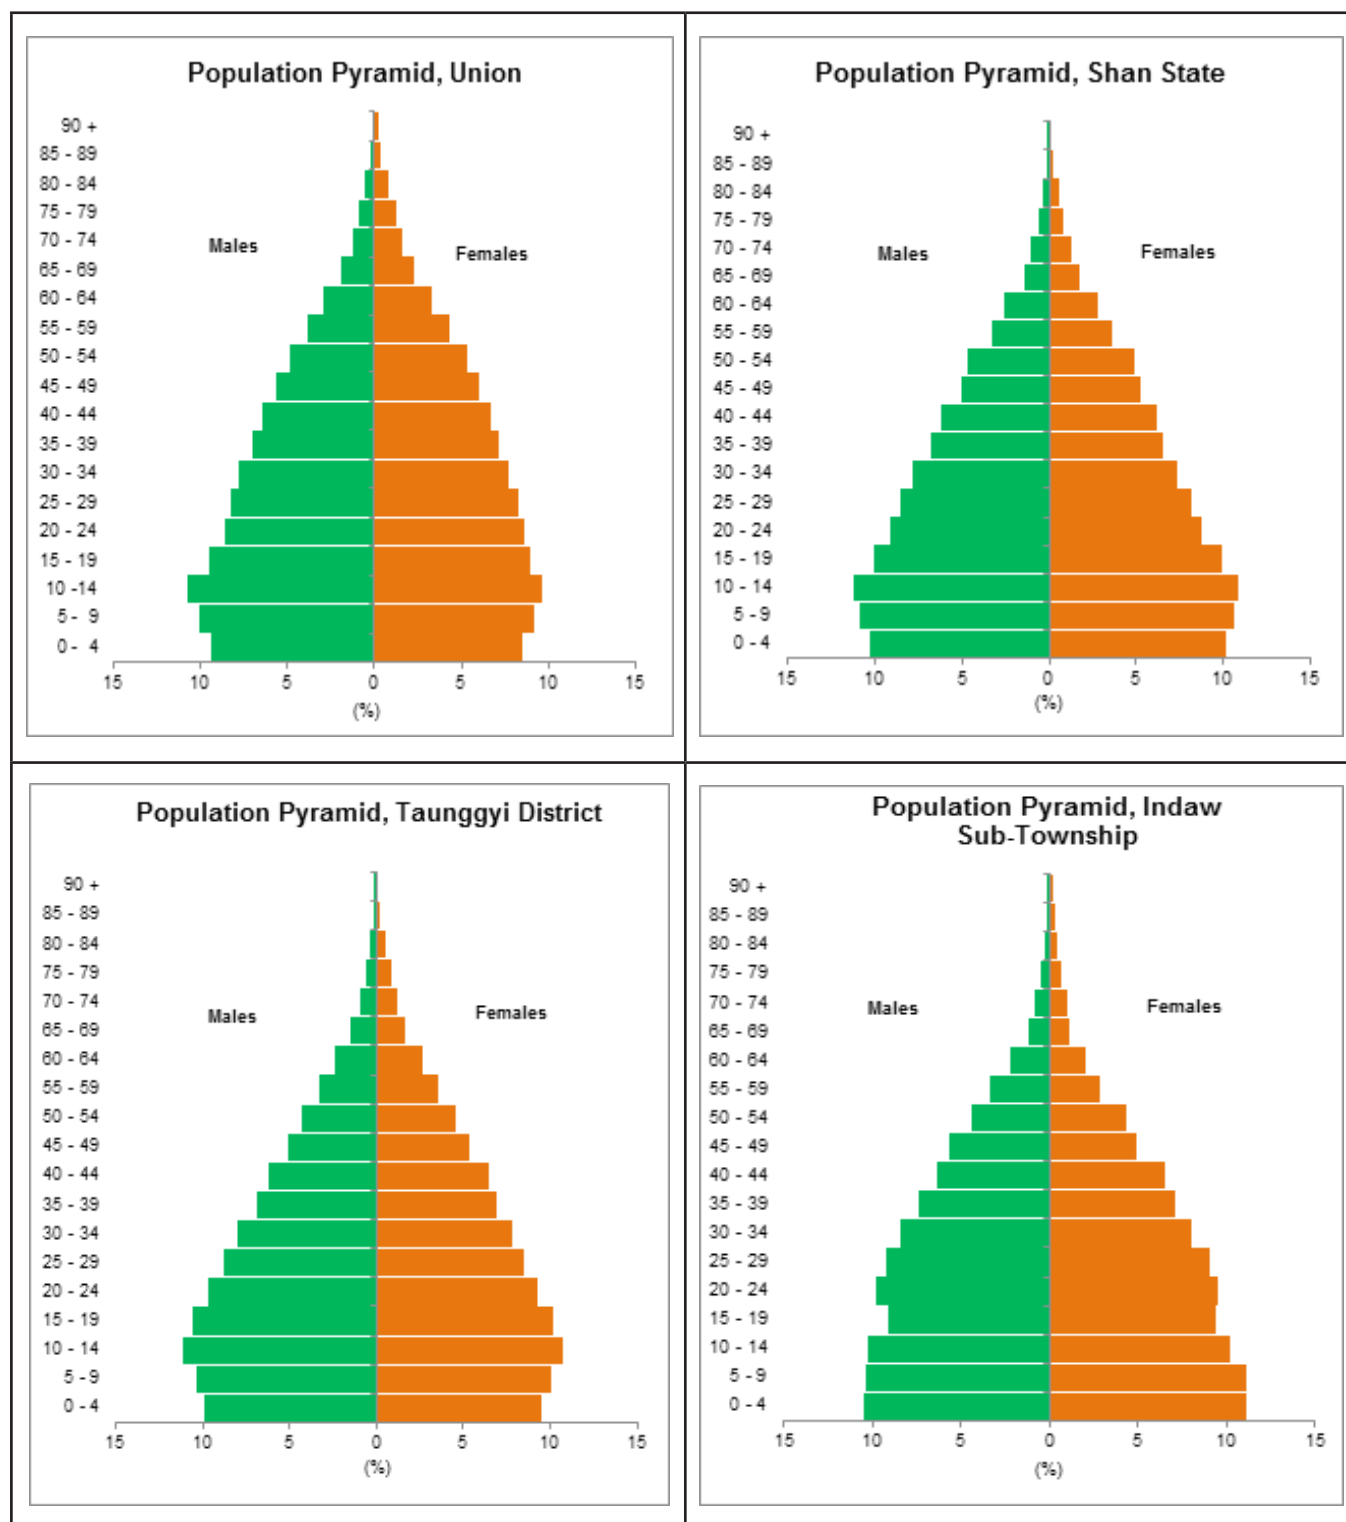 Population Pyramid, Union
90 +
85 - 89
80 - 84
75 - 79
70 - 74
65 - 69
60 - 64
55 - 59
50 - 54
45 - 49
40 - 44
35 - 39
30 - 34
25 - 29
20 - 24
15 - 19
10 -14
5 - 9
0 - 4
Males
Females
15 10 5 0 5 10 15
(%)
Population Pyramid, Shan State
90 +
85 - 89
80 - 84
75 - 79
70 - 74
65 - 69
60 - 64
55 - 59
50 - 54
45 - 49
40 - 44
35 - 39
30 - 34
25 - 29
20 - 24
15 - 19
10 - 14
5 - 9
0 - 4
Males
Females
15 10 5 0 5 10 15
(%)
Population Pyramid, Taunggyi District
90 +
85 - 89
80 - 84
75 - 79
70 - 74
65 - 69
60 - 64
55 - 59
50 - 54
45 - 49
40 - 44
35 - 39
30 - 34
25 - 29
20 - 24
15 - 19
10 - 14
5 - 9
0 - 4
Males
Females
15 10 5 0 5 10 15
(%)
Population Pyramid, Indaw
Sub-Township
90 +
85 - 89
80 - 84
75 - 79
70 - 74
65 - 69
60 - 64
55 - 59
50 - 54
45 - 49
40 - 44
35 - 39
30 - 34
25 - 29
20 - 24
15 - 19
10 - 14
5 - 9
0 - 4
Males
Females
15 10 5 0 5 10 15
(%)